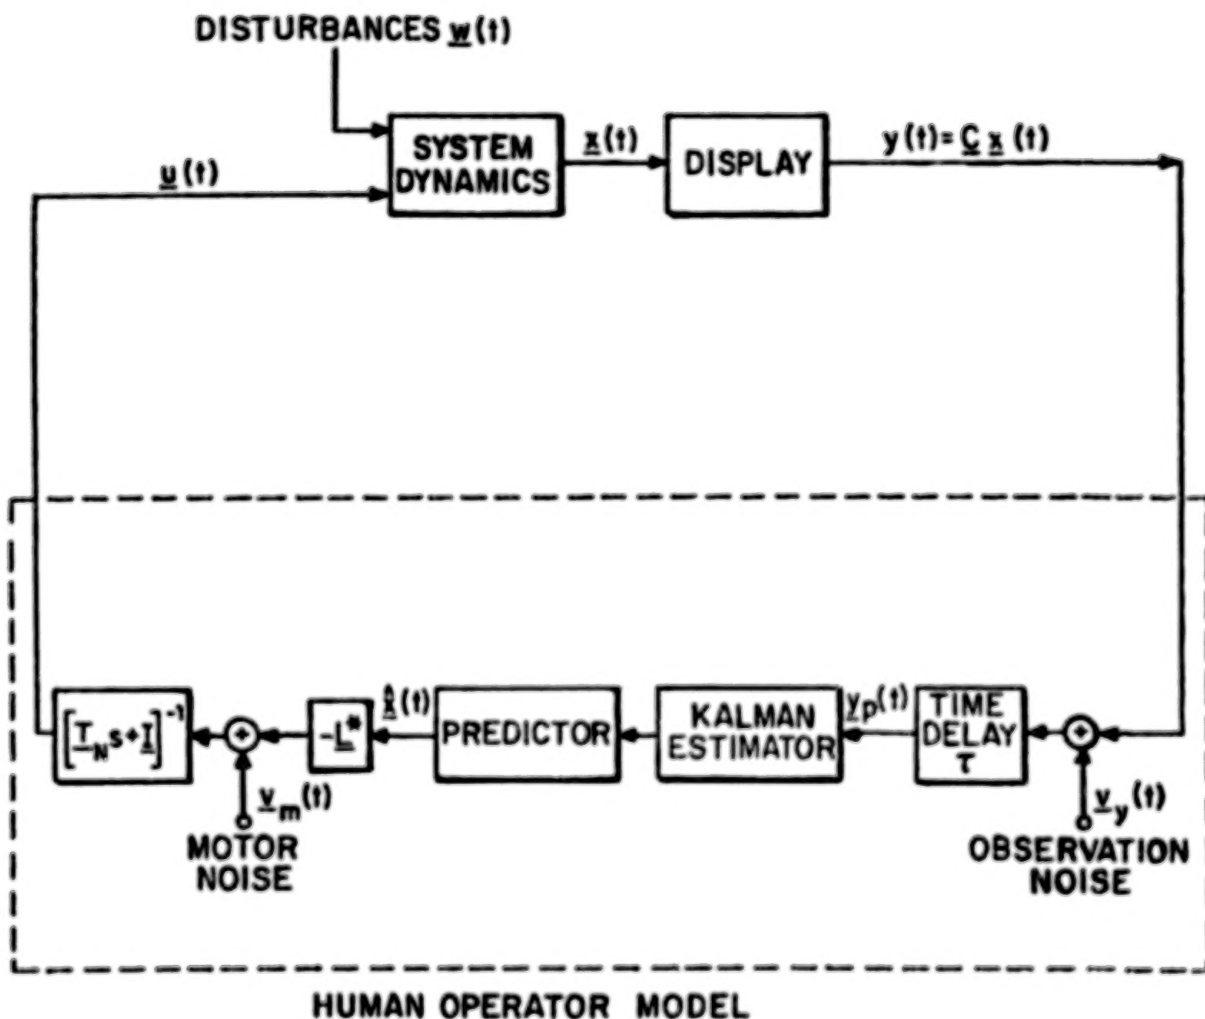 DISTURBANCES w(t)
SYSTEM
DYNAMICS
x(t)
DISPLAY
y(t)= C x(t)
u(t)
[T_N s+I]^-1
+
-L*
x̂(t)
PREDICTOR
KALMAN
ESTIMATOR
y_p(t)
TIME
DELAY
τ
+
v_m(t)
MOTOR
NOISE
v_y(t)
OBSERVATION
NOISE
HUMAN OPERATOR MODEL